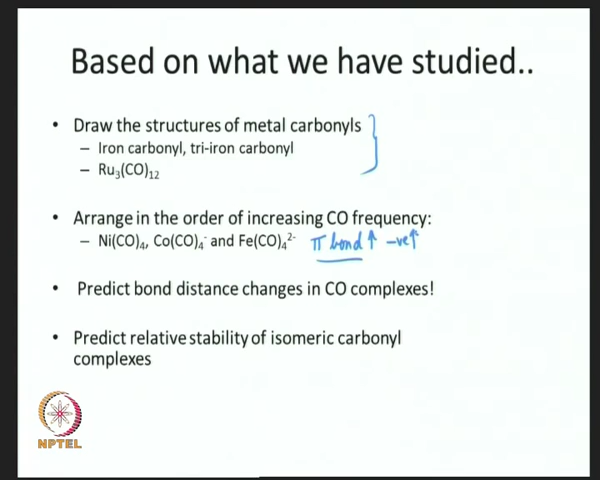 Based on what we have studied..
• Draw the structures of metal carbonyls
– Iron carbonyl, tri-iron carbonyl
– Ru₃(CO)₁₂
• Arrange in the order of increasing CO frequency:
– Ni(CO)₄, Co(CO)₄⁻ and Fe(CO)₄²⁻ π bond ↑ -ve↑
• Predict bond distance changes in CO complexes!
• Predict relative stability of isomeric carbonyl
complexes
NPTEL